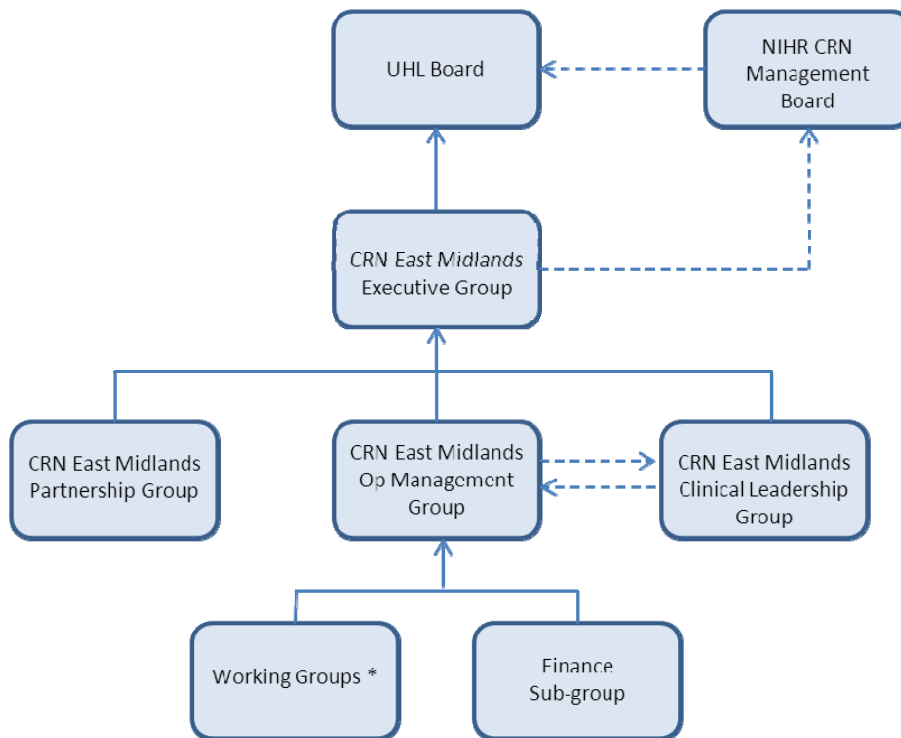 UHL Board
NIHR CRN
Management
Board
CRN East Midlands
Executive Group
CRN East Midlands
Partnership Group
CRN East Midlands
Op Management
Group
CRN East Midlands
Clinical Leadership
Group
Working Groups *
Finance
Sub-group